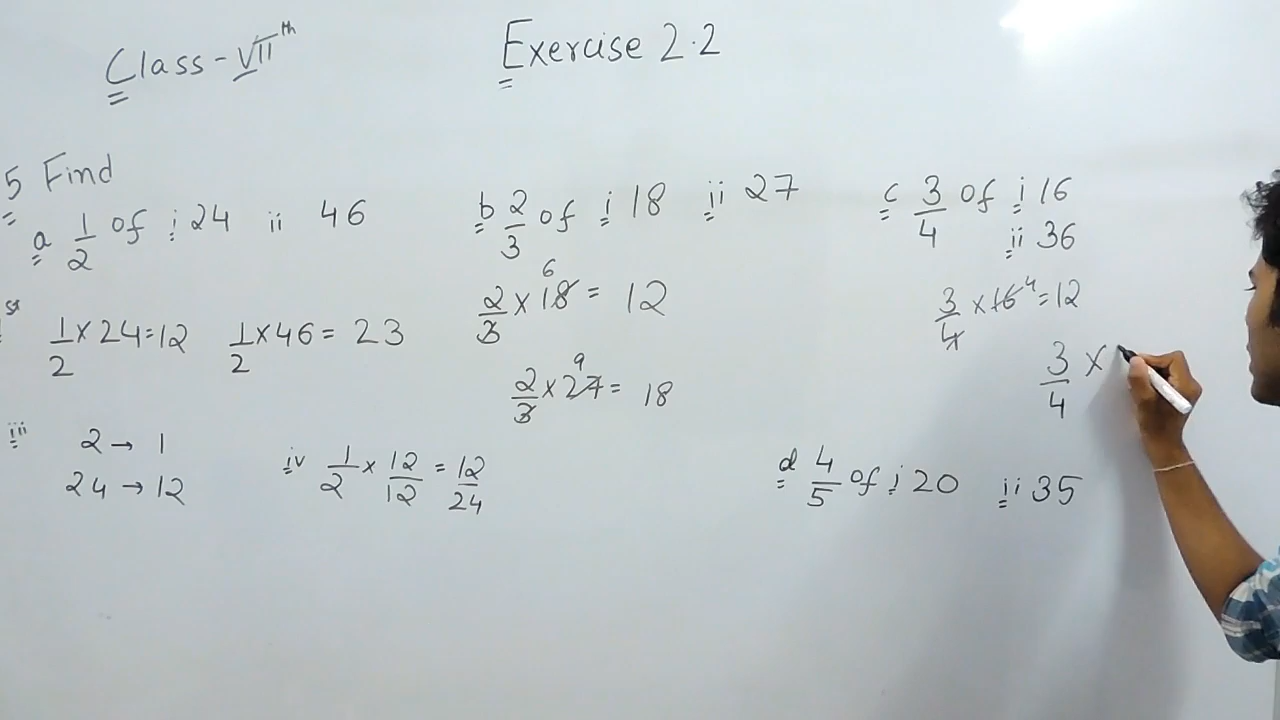 Class - VIIth
Exercise 2.2
5 Find
a 1/2 of i 24 ii 46
1/2 × 24 = 12
1/2 × 46 = 23
iii 2 → 1
24 → 12
iv 1/2 × 12/12 = 12/24
b 2/3 of i 18 ii 27
2/3 × 18 6 = 12
2/3 × 27 9 = 18
c 3/4 of i 16
ii 36
3/4 × 16 4 = 12
3/4 ×
d 4/5 of i 20 ii 35